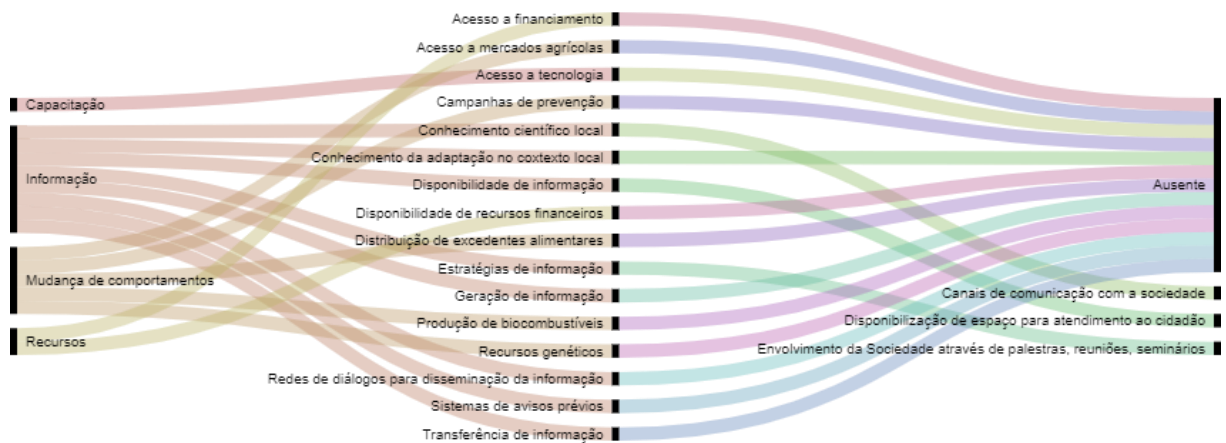 Capacitação
Informação
Mudança de comportamentos
Recursos
Acesso a financiamento
Acesso a mercados agrícolas
Acesso a tecnologia
Campanhas de prevenção
Conhecimento científico local
Conhecimento da adaptação no coxtexto local
Disponibilidade de informação
Disponibilidade de recursos financeiros
Distribuição de excedentes alimentares
Estratégias de informação
Geração de informação
Produção de biocombustíveis
Recursos genéticos
Redes de diálogos para disseminação da informação
Sistemas de avisos prévios
Transferência de informação
Ausente
Canais de comunicação com a sociedade
Disponibilização de espaço para atendimento ao cidadão
Envolvimento da Sociedade através de palestras, reuniões, seminários